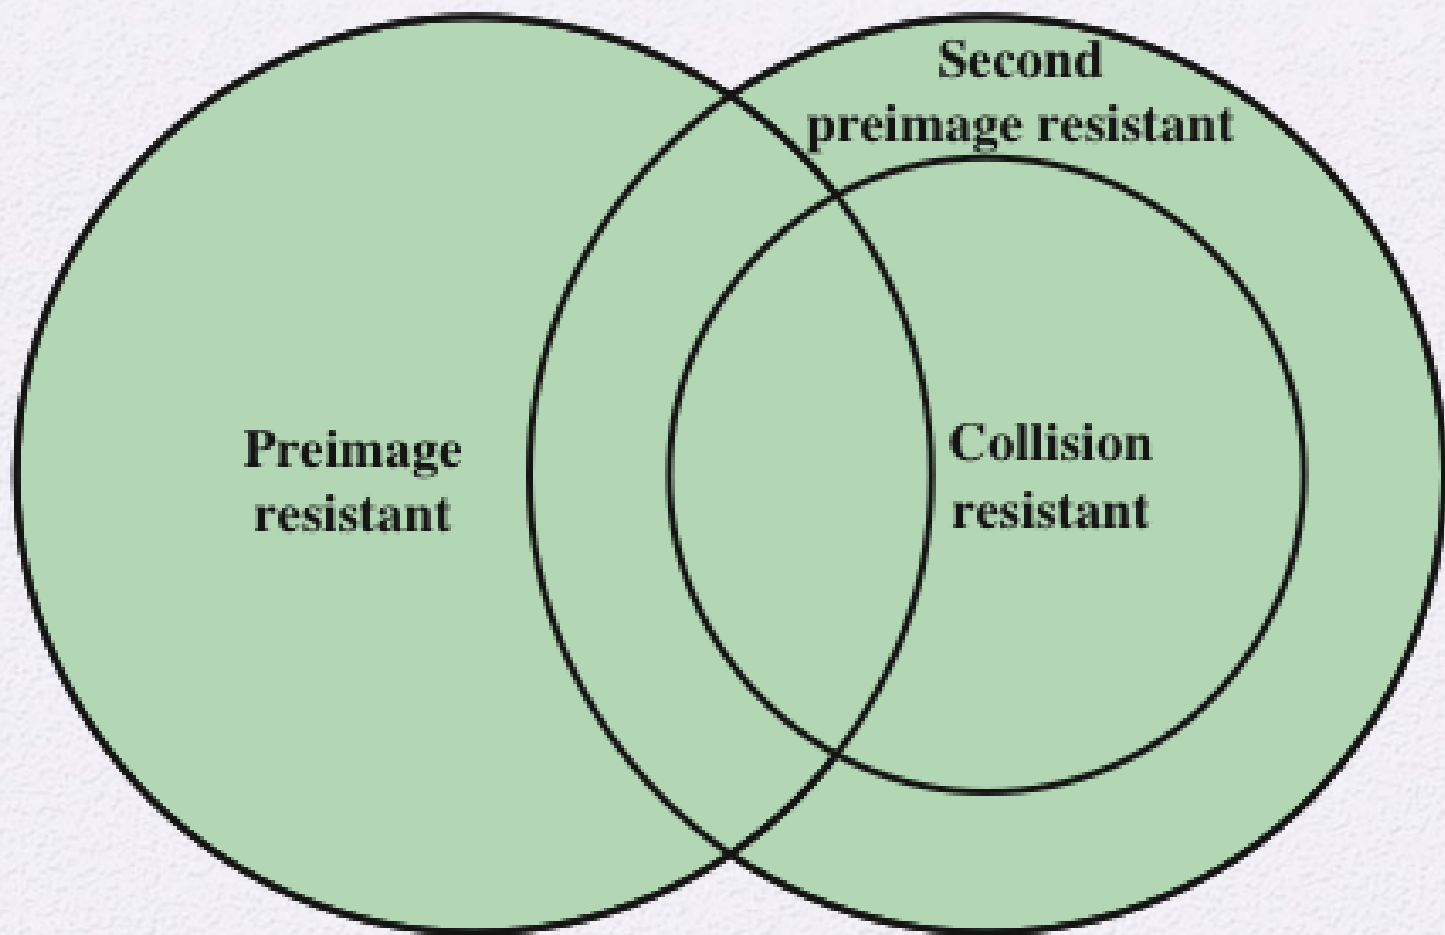 Second
preimage resistant
Preimage
resistant
Collision
resistant